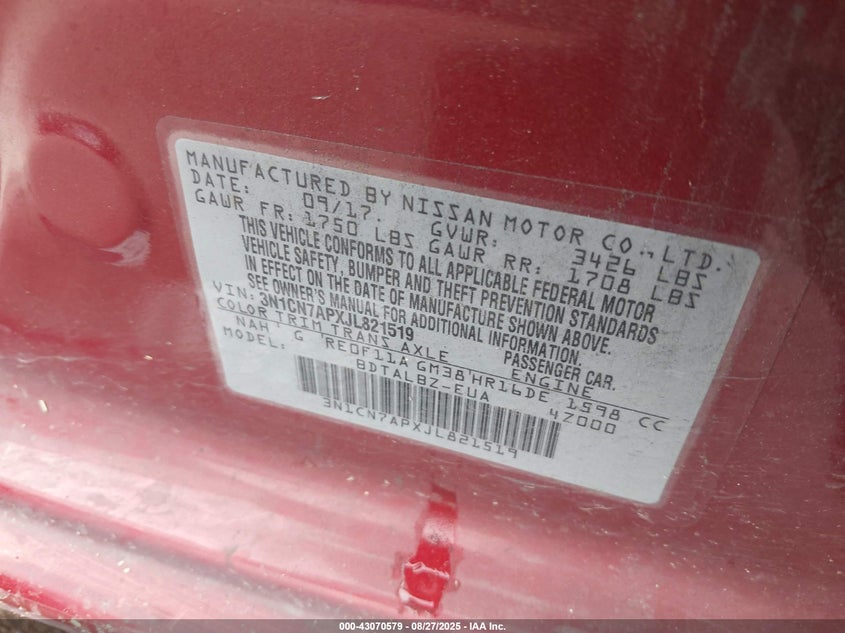 MANUFACTURED BY NISSAN MOTOR CO., LTD.
DATE: 09/17 GVWR: 3426 LBS
GAWR FR: 1750 LBS GAWR RR: 1708 LBS
THIS VEHICLE CONFORMS TO ALL APPLICABLE FEDERAL MOTOR
VEHICLE SAFETY, BUMPER AND THEFT PREVENTION STANDARDS
IN EFFECT ON THE DATE OF MANUFACTURE SHOWN ABOVE.
SEE OWNER'S MANUAL FOR ADDITIONAL INFORMATION.
VIN: 3N1CN7APXJL821519 PASSENGER CAR.
COLOR TRIM TRANS AXLE ENGINE
NAH G RE0F11A GM38 HR16DE 1598 CC
MODEL: BDTALBZ-EUA 4Z000
3N1CN7APXJL821519
000-43070579 - 08/27/2025 - IAA Inc.